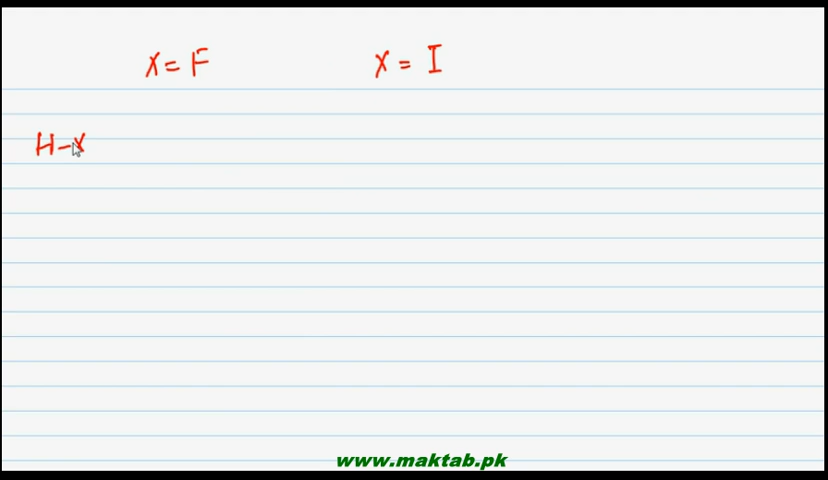 X = F X = I
H-X
www.maktab.pk